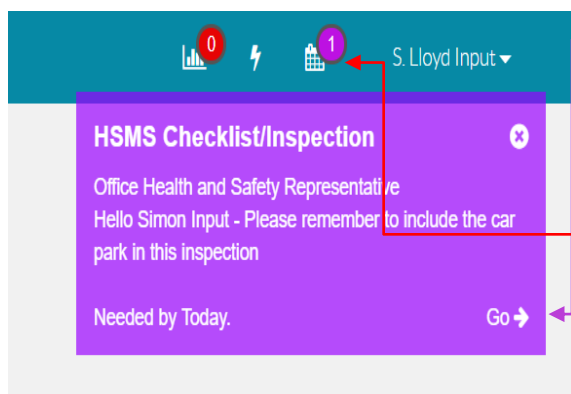 0 1 S. Lloyd Input
HSMS Checklist/Inspection
Office Health and Safety Representative
Hello Simon Input - Please remember to include the car
park in this inspection
Needed by Today. Go